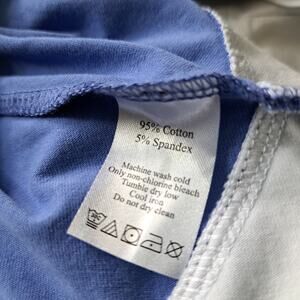 95% Cotton
5% Spandex
Machine wash cold
Only non-chlorine bleach
Tumble dry low
Cool iron
Do not dry clean